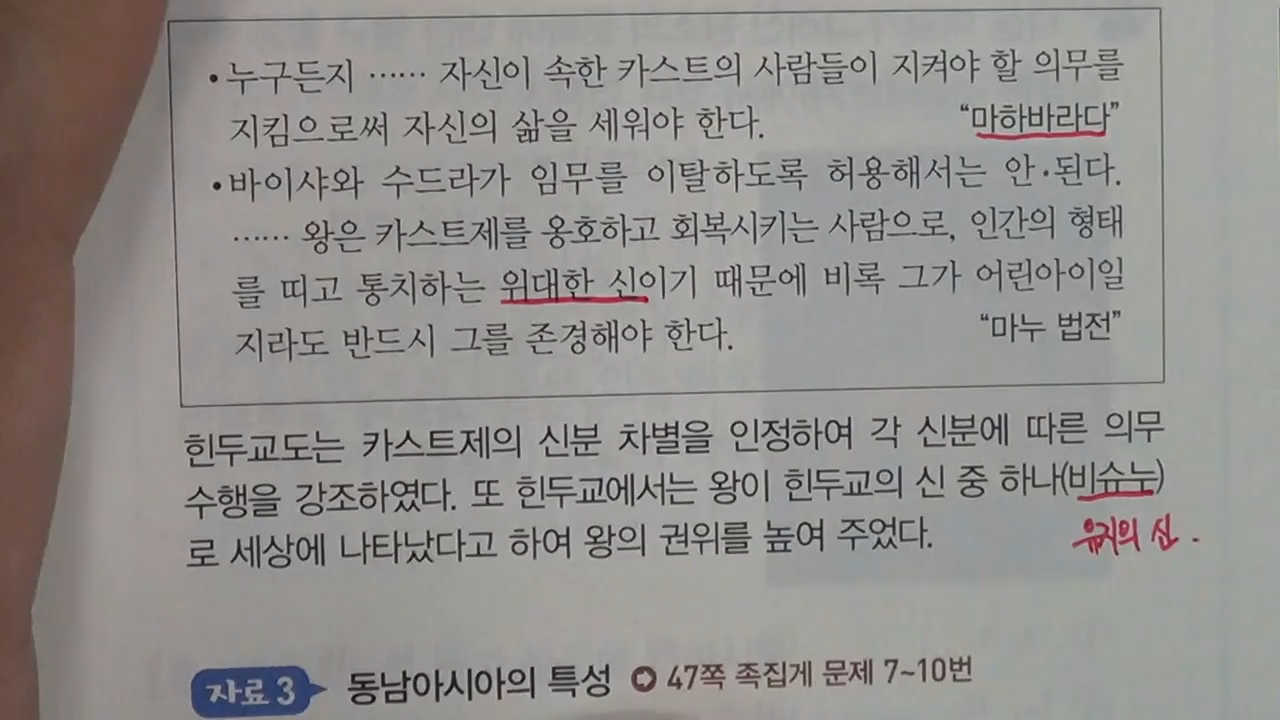 • 누구든지 …… 자신이 속한 카스트의 사람들이 지켜야 할 의무를
지킴으로써 자신의 삶을 세워야 한다. “마하바라다”
• 바이샤와 수드라가 임무를 이탈하도록 허용해서는 안·된다.
…… 왕은 카스트제를 옹호하고 회복시키는 사람으로, 인간의 형태
를 띠고 통치하는 위대한 신이기 때문에 비록 그가 어린아이일
지라도 반드시 그를 존경해야 한다. “마누 법전”
힌두교도는 카스트제의 신분 차별을 인정하여 각 신분에 따른 의무
수행을 강조하였다. 또 힌두교에서는 왕이 힌두교의 신 중 하나(비슈누)
로 세상에 나타났다고 하여 왕의 권위를 높여 주었다.
유지의 신.
자료 3 동남아시아의 특성 ➲ 47쪽 족집게 문제 7~10번